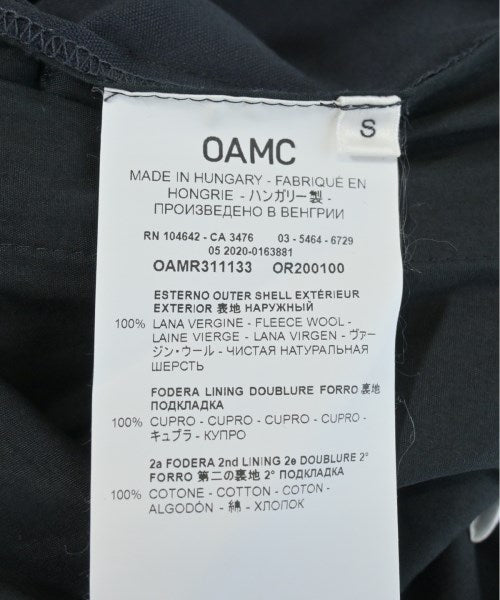 S
OAMC
MADE IN HUNGARY - FABRIQUÉ EN
HONGRIE - ハンガリー製 -
ПРОИЗВЕДЕНО В ВЕНГРИИ
RN 104642 - CA 3476 03 - 5464 - 6729
05 2020-0163881
OAMR311133 OR200100
ESTERNO OUTER SHELL EXTÉRIEUR
EXTERIOR 裏地 НАРУЖНЫЙ
100% LANA VERGINE - FLEECE WOOL -
LAINE VIERGE - LANA VIRGEN - ヴァー
ジン・ウール - ЧИСТАЯ НАТУРАЛЬНАЯ
ШЕРСТЬ
FODERA LINING DOUBLURE FORRO 裏地
ПОДКЛАДКА
100% CUPRO - CUPRO - CUPRO - CUPRO -
キュプラ - КУПРО
2a FODERA 2nd LINING 2e DOUBLURE 2°
FORRO 第二の裏地 2° ПОДКЛАДКА
100% COTONE - COTTON - COTON -
ALGODÓN - 綿 - ХЛОПОК